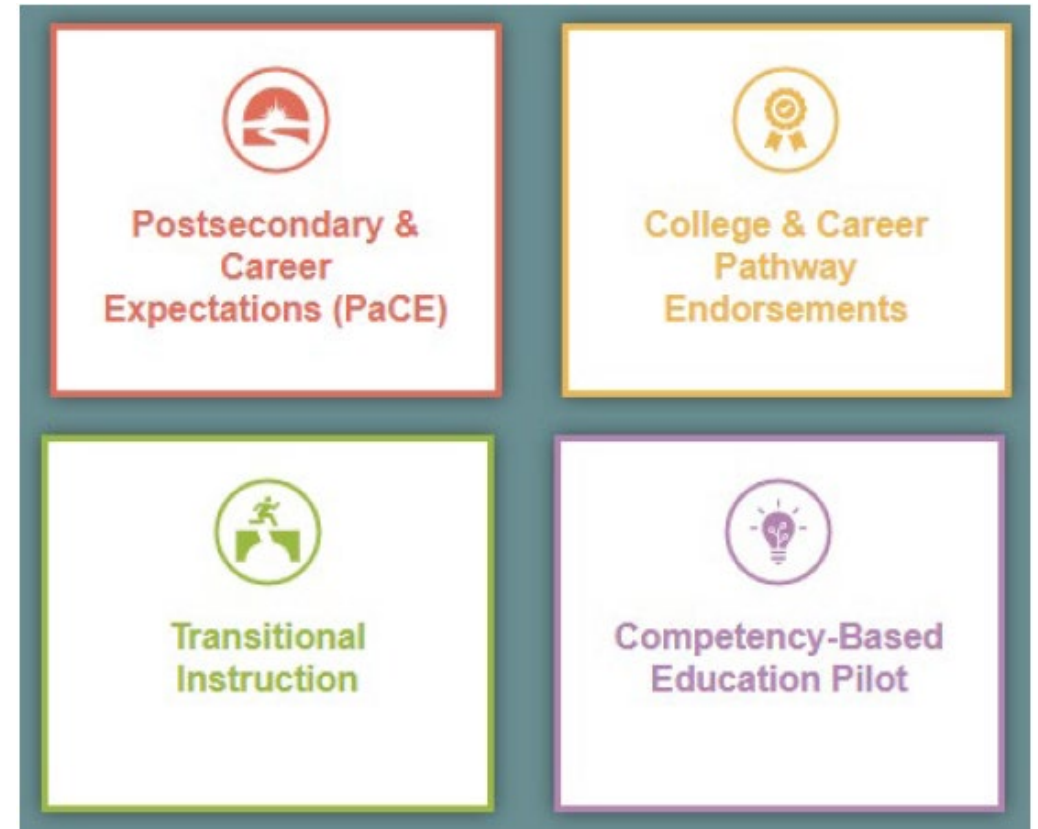 Postsecondary &
Career
Expectations (PaCE)
College & Career
Pathway
Endorsements
Transitional
Instruction
Competency-Based
Education Pilot